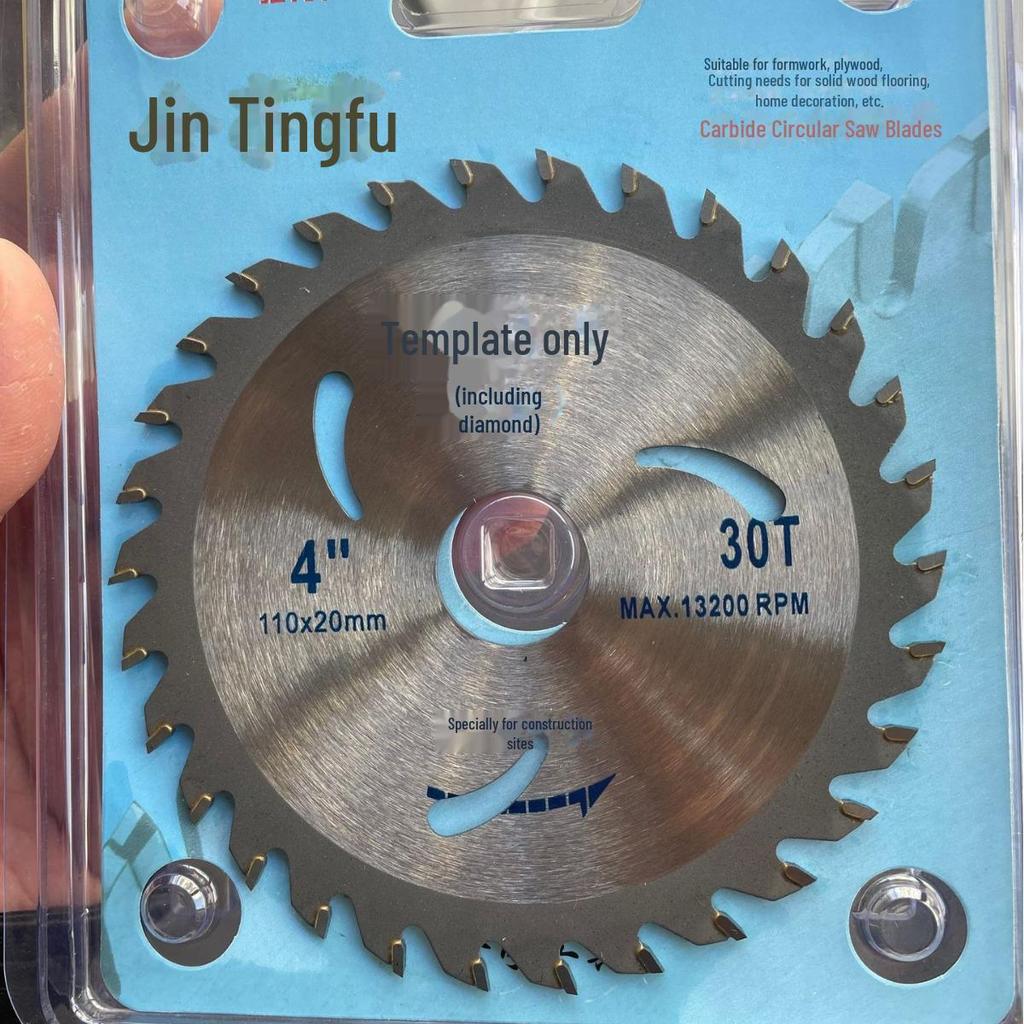 Jin Tingfu
Suitable for formwork, plywood,
Cutting needs for solid wood flooring,
home decoration, etc.
Carbide Circular Saw Blades
Template only
(including
diamond)
4"
110x20mm
30T
MAX.13200 RPM
Specially for construction
sites